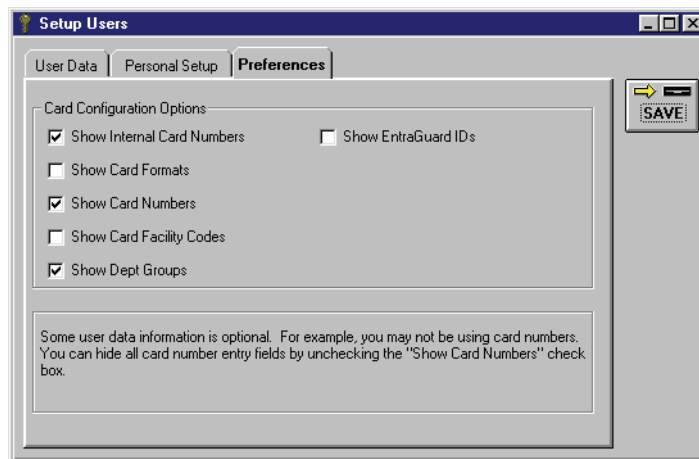 Setup Users
User Data Personal Setup Preferences
SAVE
Card Configuration Options
Show Internal Card Numbers Show EntraGuard IDs
Show Card Formats
Show Card Numbers
Show Card Facility Codes
Show Dept Groups
Some user data information is optional. For example, you may not be using card numbers.
You can hide all card number entry fields by unchecking the "Show Card Numbers" check
box.